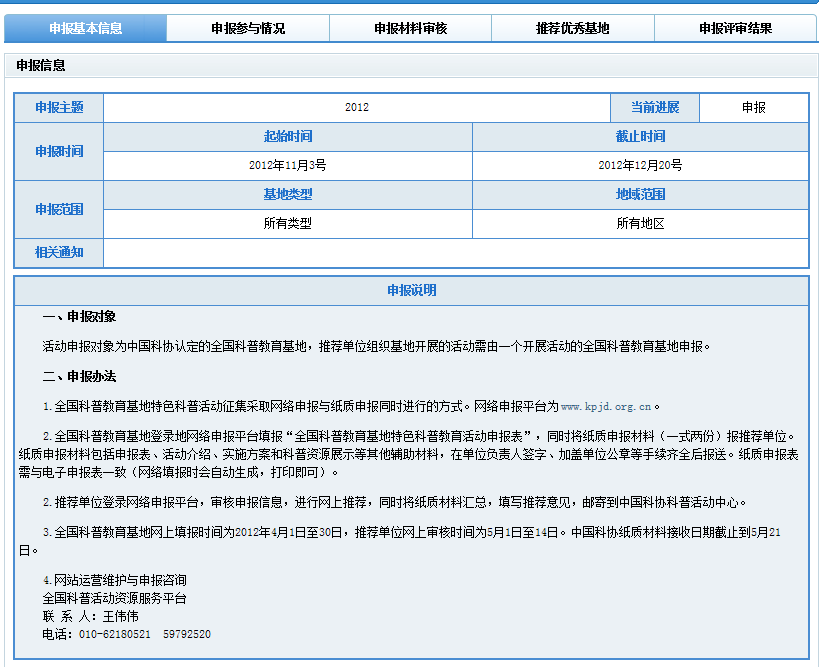 申报基本信息 申报参与情况 申报材料审核 推荐优秀基地 申报评审结果
申报信息
申报主题 2012 当前进展 申报
申报时间 起始时间 截止时间
2012年11月3号 2012年12月20号
申报范围 基地类型 地域范围
所有类型 所有地区
相关通知
申报说明
一、申报对象
活动申报对象为中国科协认定的全国科普教育基地，推荐单位组织基地开展的活动需由一个开展活动的全国科普教育基地申报。
二、申报办法
1.全国科普教育基地特色科普活动征集采取网络申报与纸质申报同时进行的方式。网络申报平台为www.kpjd.org.cn。
2.全国科普教育基地登录地网络申报平台填报“全国科普教育基地特色科普教育活动申报表”，同时将纸质申报材料（一式两份）报推荐单位。
纸质申报材料包括申报表、活动介绍、实施方案和科普资源展示等其他辅助材料，在单位负责人签字、加盖单位公章等手续齐全后报送。纸质申报表
需与电子申报表一致（网络填报时会自动生成，打印即可）。
2.推荐单位登录网络申报平台，审核申报信息，进行网上推荐，同时将纸质材料汇总，填写推荐意见，邮寄到中国科协科普活动中心。
3.全国科普教育基地网上填报时间为2012年4月1日至30日，推荐单位网上审核时间为5月1日至14日。中国科协纸质材料接收日期截止到5月21
日。
4.网站运营维护与申报咨询
全国科普活动资源服务平台
联 系 人：王伟伟
电话：010-62180521 59792520